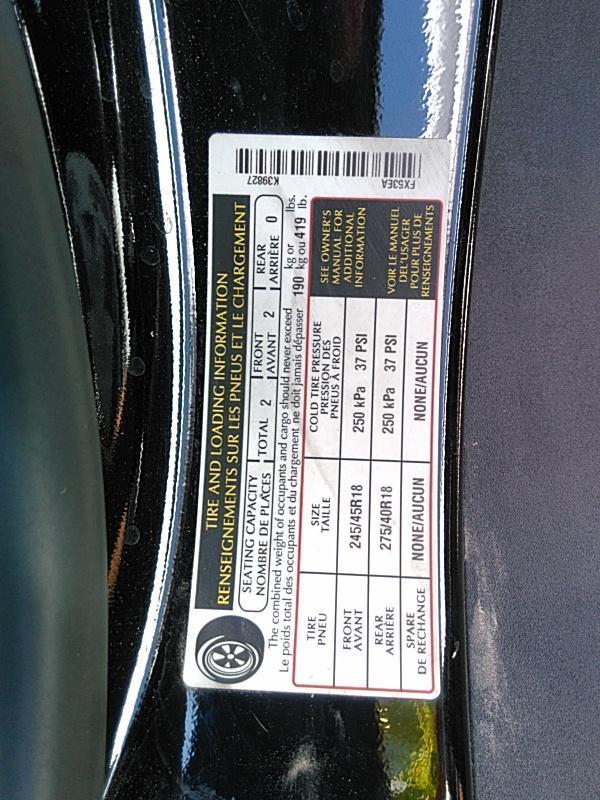 TIRE AND LOADING INFORMATION
RENSEIGNEMENTS SUR LES PNEUS ET LE CHARGEMENT
SEATING CAPACITY
NOMBRE DE PLACES
TOTAL 2
FRONT
AVANT 2
REAR
ARRIÈRE 0
The combined weight of occupants and cargo should never exceed
Le poids total des occupants et du chargement ne doit jamais dépasser
190 kg or
kg ou 419 lbs.
lb.
TIRE
PNEU
SIZE
TAILLE
COLD TIRE PRESSURE
PRESSION DES
PNEUS À FROID
SEE OWNER'S
MANUAL FOR
ADDITIONAL
INFORMATION
FRONT
AVANT
245/45R18
250 kPa 37 PSI
REAR
ARRIÈRE
275/40R18
250 kPa 37 PSI
VOIR LE MANUEL
DEL'USAGER
POUR PLUS DE
RENSEIGNEMENTS
SPARE
DE RECHANGE
NONE/AUCUN
NONE/AUCUN
K39827
FX53EA